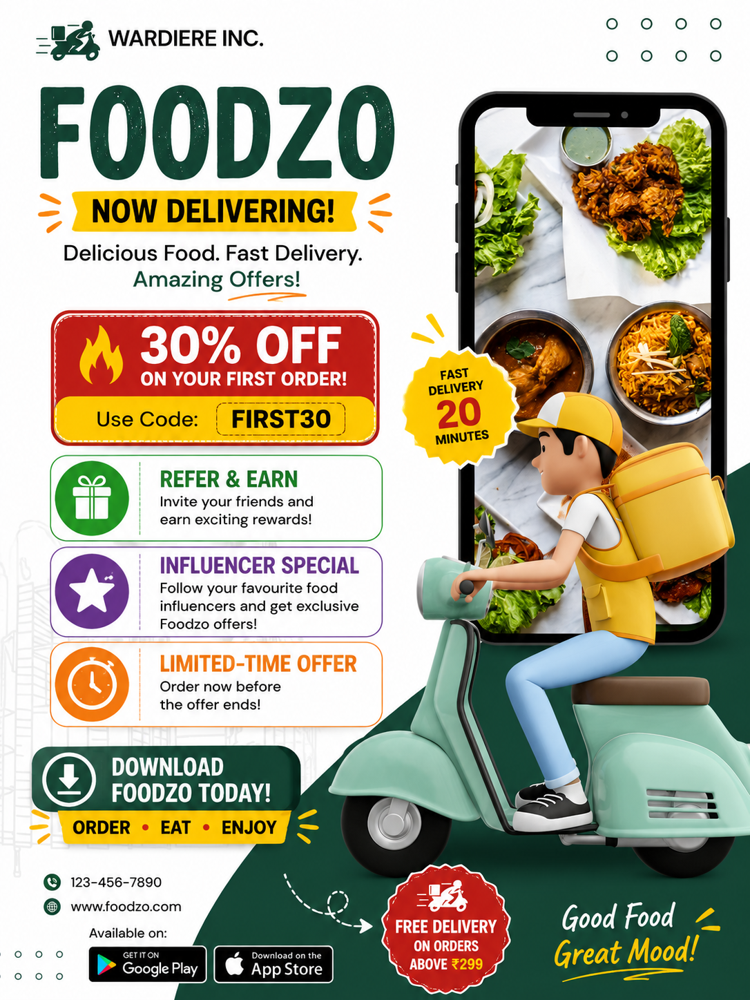 WARDIERE INC.
FOODZO
NOW DELIVERING!
Delicious Food. Fast Delivery.
Amazing Offers!
30% OFF
ON YOUR FIRST ORDER!
Use Code: FIRST30
FAST
DELIVERY
20
MINUTES
REFER & EARN
Invite your friends and
earn exciting rewards!
INFLUENCER SPECIAL
Follow your favourite food
influencers and get exclusive
Foodzo offers!
LIMITED-TIME OFFER
Order now before
the offer ends!
DOWNLOAD
FOODZO TODAY!
ORDER • EAT • ENJOY
123-456-7890
www.foodzo.com
Available on:
GET IT ON
Google Play
Download on the
App Store
FREE DELIVERY
ON ORDERS
ABOVE ₹299
Good Food
Great Mood!